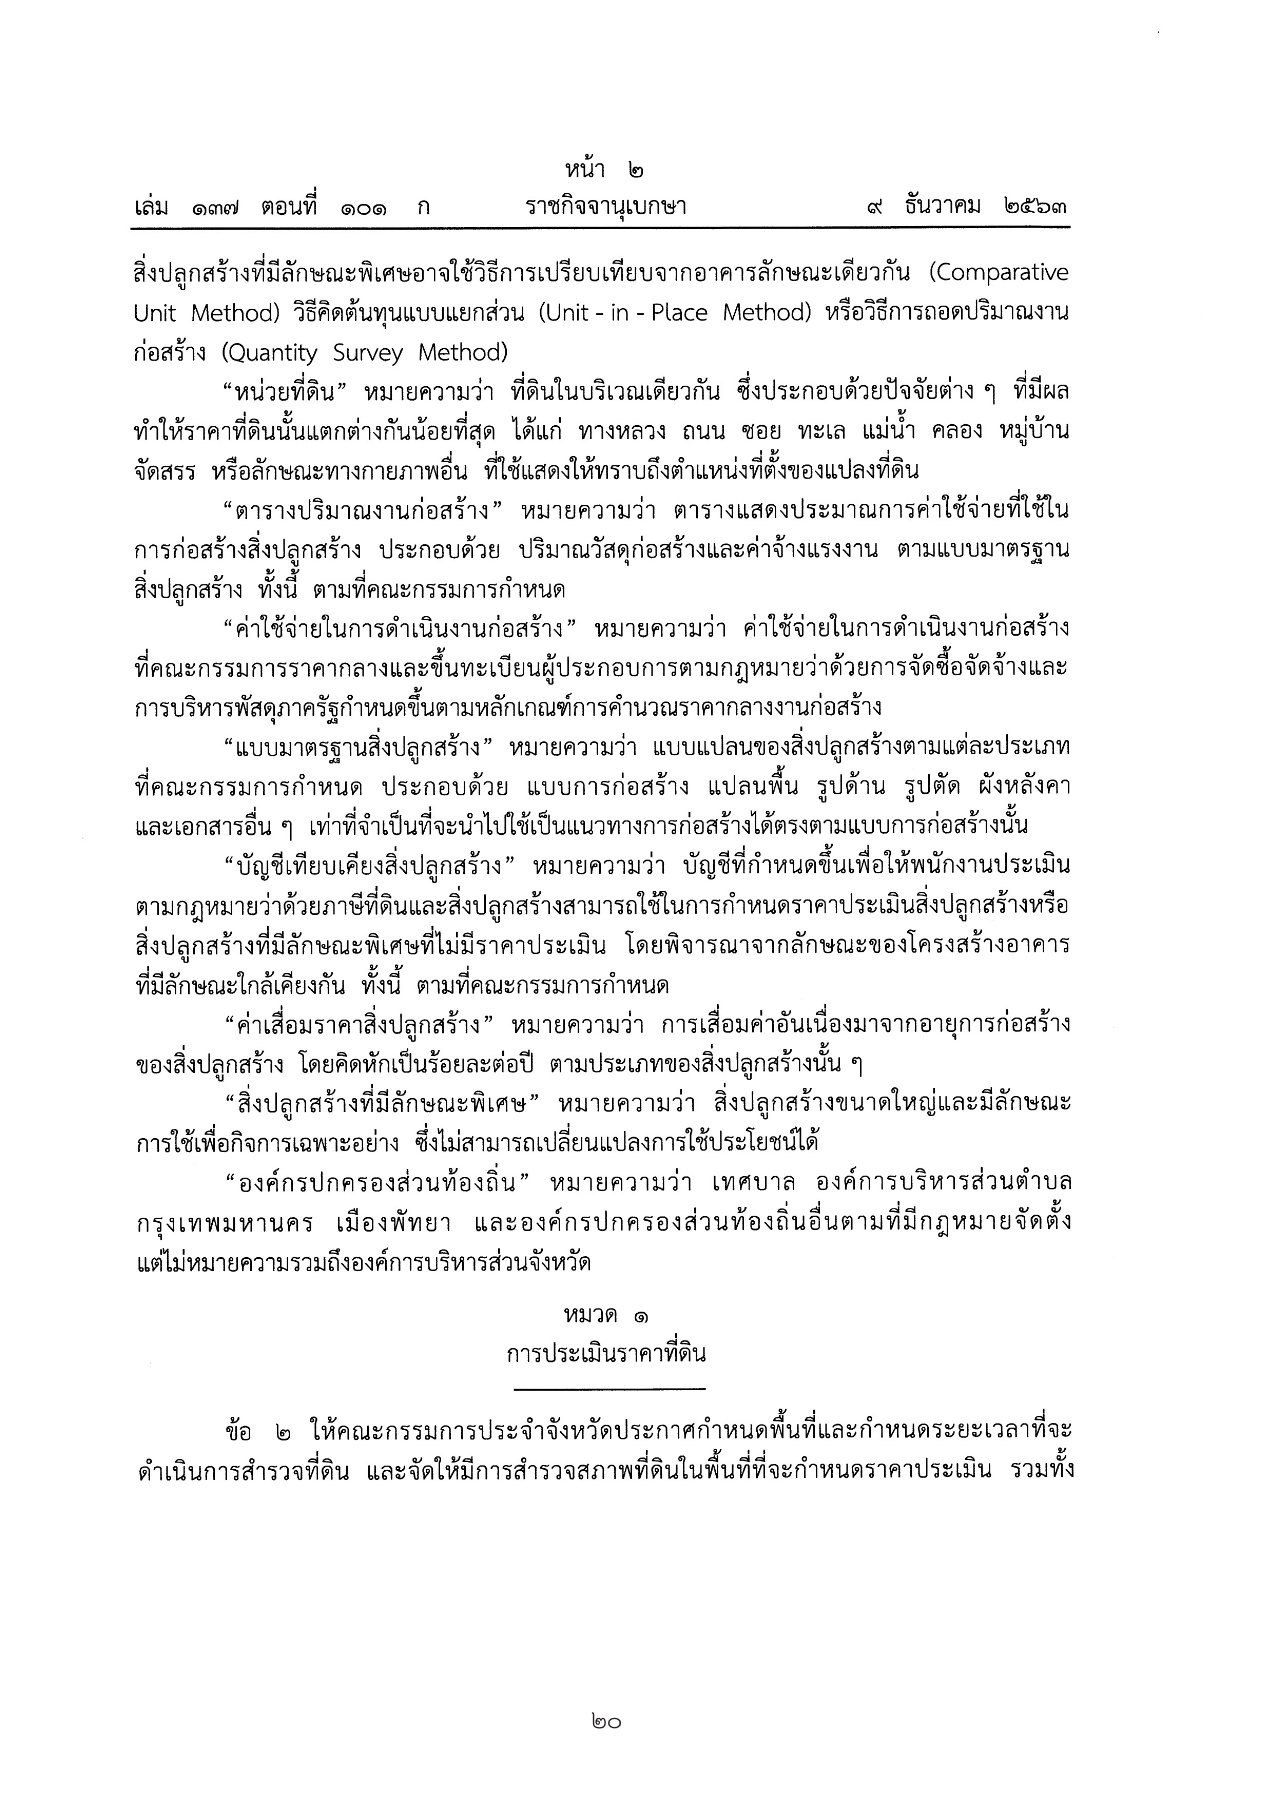 หน้า ๒
เล่ม ๑๓๗ ตอนที่ ๑๐๑ ก ราชกิจจานุเบกษา ๙ ธันวาคม ๒๕๖๓
สิ่งปลูกสร้างที่มีลักษณะพิเศษอาจใช้วิธีการเปรียบเทียบจากอาคารลักษณะเดียวกัน (Comparative
Unit Method) วิธีคิดต้นทุนแบบแยกส่วน (Unit - in - Place Method) หรือวิธีการถอดปริมาณงาน
ก่อสร้าง (Quantity Survey Method)
“หน่วยที่ดิน” หมายความว่า ที่ดินในบริเวณเดียวกัน ซึ่งประกอบด้วยปัจจัยต่าง ๆ ที่มีผล
ทำให้ราคาที่ดินนั้นแตกต่างกันน้อยที่สุด ได้แก่ ทางหลวง ถนน ซอย ทะเล แม่น้ำ คลอง หมู่บ้าน
จัดสรร หรือลักษณะทางกายภาพอื่น ที่ใช้แสดงให้ทราบถึงตำแหน่งที่ตั้งของแปลงที่ดิน
“ตารางปริมาณงานก่อสร้าง” หมายความว่า ตารางแสดงประมาณการค่าใช้จ่ายที่ใช้ใน
การก่อสร้างสิ่งปลูกสร้าง ประกอบด้วย ปริมาณวัสดุก่อสร้างและค่าจ้างแรงงาน ตามแบบมาตรฐาน
สิ่งปลูกสร้าง ทั้งนี้ ตามที่คณะกรรมการกำหนด
“ค่าใช้จ่ายในการดำเนินงานก่อสร้าง” หมายความว่า ค่าใช้จ่ายในการดำเนินงานก่อสร้าง
ที่คณะกรรมการราคากลางและขึ้นทะเบียนผู้ประกอบการตามกฎหมายว่าด้วยการจัดซื้อจัดจ้างและ
การบริหารพัสดุภาครัฐกำหนดขึ้นตามหลักเกณฑ์การคำนวณราคากลางงานก่อสร้าง
“แบบมาตรฐานสิ่งปลูกสร้าง” หมายความว่า แบบแปลนของสิ่งปลูกสร้างตามแต่ละประเภท
ที่คณะกรรมการกำหนด ประกอบด้วย แบบการก่อสร้าง แปลนพื้น รูปด้าน รูปตัด ผังหลังคา
และเอกสารอื่น ๆ เท่าที่จำเป็นที่จะนำไปใช้เป็นแนวทางการก่อสร้างได้ตรงตามแบบการก่อสร้างนั้น
“บัญชีเทียบเคียงสิ่งปลูกสร้าง” หมายความว่า บัญชีที่กำหนดขึ้นเพื่อให้พนักงานประเมิน
ตามกฎหมายว่าด้วยภาษีที่ดินและสิ่งปลูกสร้างสามารถใช้ในการกำหนดราคาประเมินสิ่งปลูกสร้างหรือ
สิ่งปลูกสร้างที่มีลักษณะพิเศษที่ไม่มีราคาประเมิน โดยพิจารณาจากลักษณะของโครงสร้างอาคาร
ที่มีลักษณะใกล้เคียงกัน ทั้งนี้ ตามที่คณะกรรมการกำหนด
“ค่าเสื่อมราคาสิ่งปลูกสร้าง” หมายความว่า การเสื่อมค่าอันเนื่องมาจากอายุการก่อสร้าง
ของสิ่งปลูกสร้าง โดยคิดหักเป็นร้อยละต่อปี ตามประเภทของสิ่งปลูกสร้างนั้น ๆ
“สิ่งปลูกสร้างที่มีลักษณะพิเศษ” หมายความว่า สิ่งปลูกสร้างขนาดใหญ่และมีลักษณะ
การใช้เพื่อกิจการเฉพาะอย่าง ซึ่งไม่สามารถเปลี่ยนแปลงการใช้ประโยชน์ได้
“องค์กรปกครองส่วนท้องถิ่น” หมายความว่า เทศบาล องค์การบริหารส่วนตำบล
กรุงเทพมหานคร เมืองพัทยา และองค์กรปกครองส่วนท้องถิ่นอื่นตามที่มีกฎหมายจัดตั้ง
แต่ไม่หมายความรวมถึงองค์การบริหารส่วนจังหวัด
หมวด ๑
การประเมินราคาที่ดิน
ข้อ ๒ ให้คณะกรรมการประจำจังหวัดประกาศกำหนดพื้นที่และกำหนดระยะเวลาที่จะ
ดำเนินการสำรวจที่ดิน และจัดให้มีการสำรวจสภาพที่ดินในพื้นที่ที่จะกำหนดราคาประเมิน รวมทั้ง
๒๐